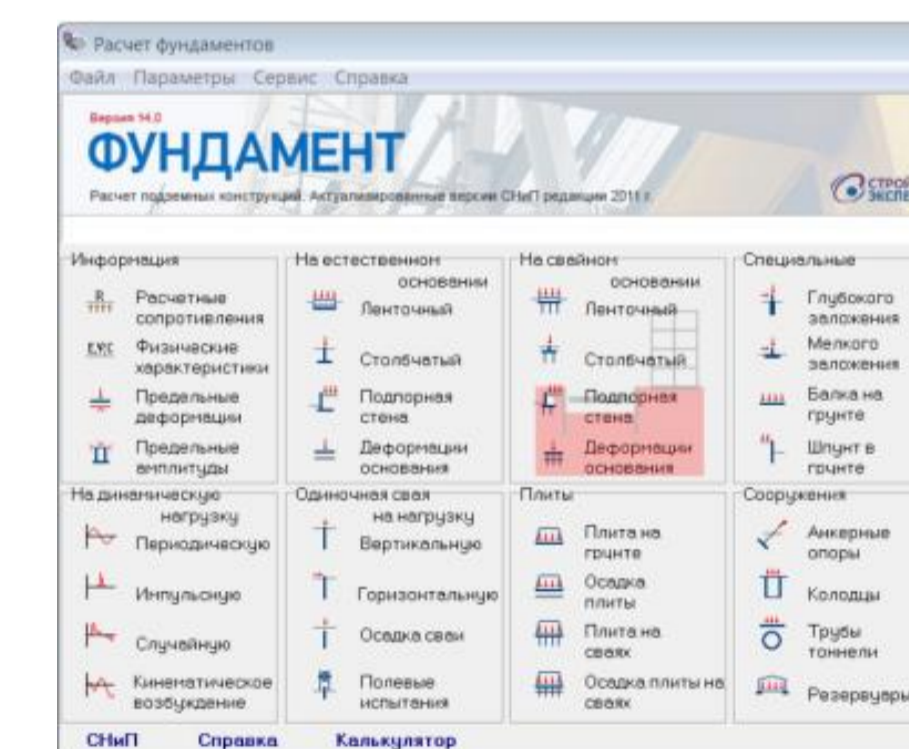 Расчет фундаментов
Файл Параметры Сервис Справка
Версия 14.0
ФУНДАМЕНТ
Расчет подземных конструкций. Актуализированные версии СНиП редакции 2011 г.
СТРОЙ
ЭКСПЕ
Информация
R Расчетные
сопротивления
E,φ,C Физические
характеристики
Предельные
деформации
Предельные
амплитуды
На естественном
основании
Ленточный
Столбчатый
Подпорная
стена
Деформации
основания
На свайном
основании
Ленточный
Столбчатый
Подпорная
стена
Деформации
основания
Специальные
Глубокого
заложения
Мелкого
заложения
Балка на
грунте
Шпунт в
грунте
На динамическую
нагрузку
Периодическую
Импульсную
Случайную
Кинематическое
возбуждение
Одиночная свая
на нагрузку
Вертикальную
Горизонтальную
Осадка сваи
Полевые
испытания
Плиты
Плита на
грунте
Осадка
плиты
Плита на
сваях
Осадка плиты на
сваях
Сооружения
Анкерные
опоры
Колодцы
Трубы
тоннели
Резервуары
СНиП Справка Калькулятор